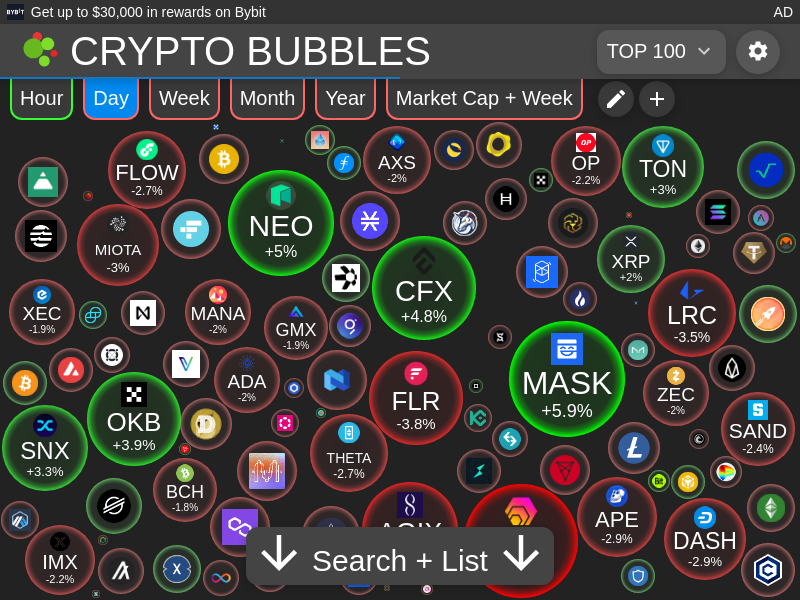 BYBIT Get up to $30,000 in rewards on Bybit AD
CRYPTO BUBBLES
TOP 100
Hour Day Week Month Year Market Cap + Week
FLOW
-2.7%
AXS
-2%
OP
-2.2%
TON
+3%
NEO
+5%
MIOTA
-3%
XRP
+2%
CFX
+4.8%
XEC
-1.9%
MANA
-2%
GMX
-1.9%
LRC
-3.5%
MASK
+5.9%
ADA
-2%
FLR
-3.8%
ZEC
-2%
OKB
+3.9%
SNX
+3.3%
SAND
-2.4%
THETA
-2.7%
BCH
-1.8%
APE
-2.9%
DASH
-2.9%
IMX
-2.2%
Search + List